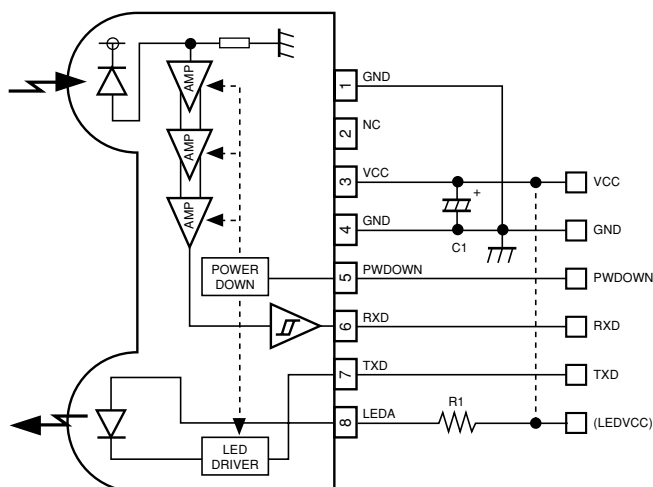 AMP
AMP
AMP
POWER
DOWN
LED
DRIVER
1 GND
2 NC
3 VCC
4 GND
5 PWDOWN
6 RXD
7 TXD
8 LEDA
+
C1
R1
VCC
GND
PWDOWN
RXD
TXD
(LEDVCC)